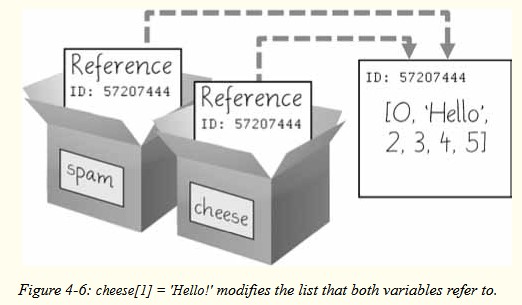 Reference
ID: 57207444
Reference
ID: 57207444
spam
cheese
ID: 57207444
[0, 'Hello',
2, 3, 4, 5]
Figure 4-6: cheese[1] = 'Hello!' modifies the list that both variables refer to.